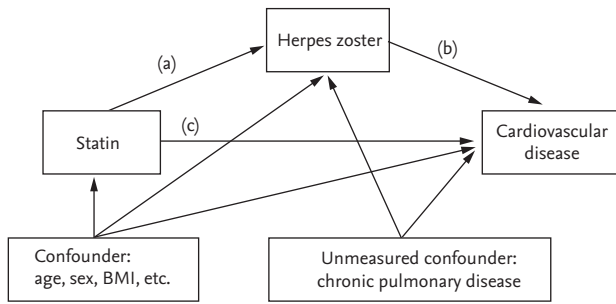 Herpes zoster
(a)
(b)
Statin
(c)
Cardiovascular
disease
Confounder:
age, sex, BMI, etc.
Unmeasured confounder:
chronic pulmonary disease